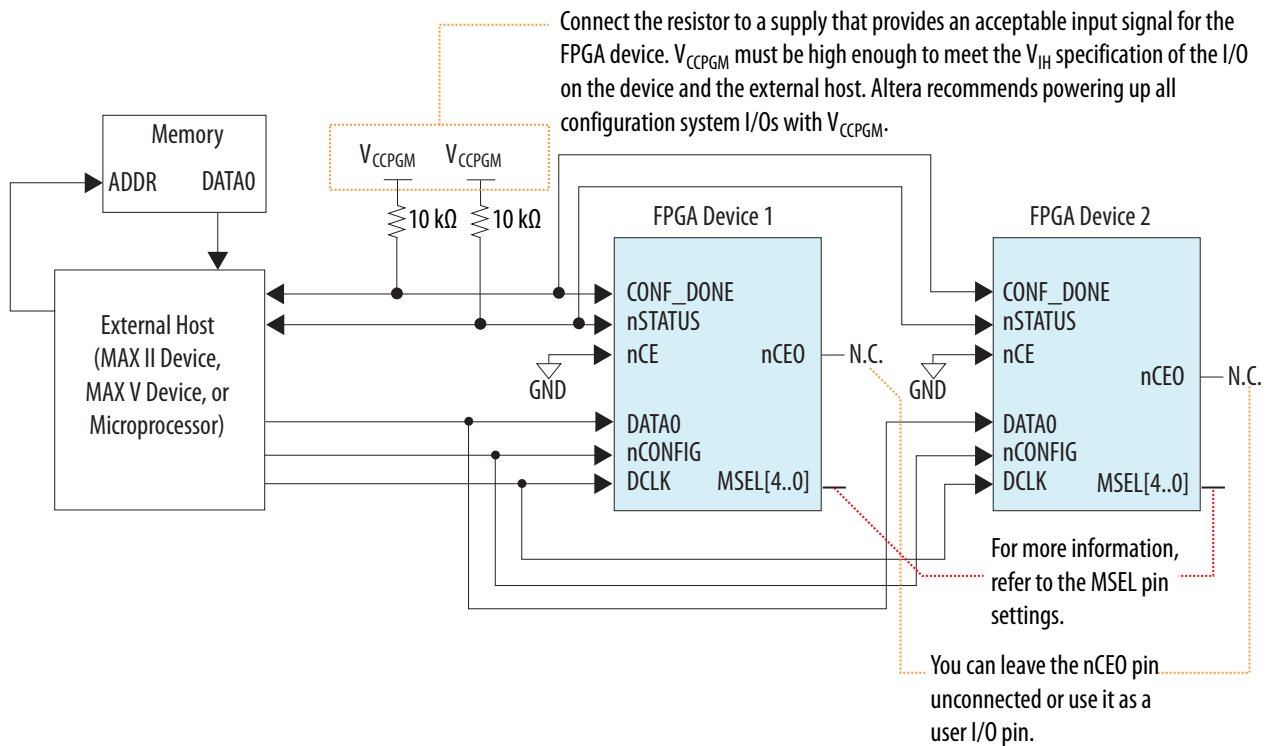 Connect the resistor to a supply that provides an acceptable input signal for the
FPGA device. VCCPGM must be high enough to meet the VIH specification of the I/O
on the device and the external host. Altera recommends powering up all
configuration system I/Os with VCCPGM.
Memory
ADDR DATA0
VCCPGM VCCPGM
10 kΩ 10 kΩ
FPGA Device 1
FPGA Device 2
External Host
(MAX II Device,
MAX V Device, or
Microprocessor)
CONF_DONE
nSTATUS
nCE
nCEO
N.C.
GND
DATA0
nCONFIG
DCLK
MSEL[4..0]
CONF_DONE
nSTATUS
nCE
nCEO
N.C.
GND
DATA0
nCONFIG
DCLK
MSEL[4..0]
For more information,
refer to the MSEL pin
settings.
You can leave the nCEO pin
unconnected or use it as a
user I/O pin.